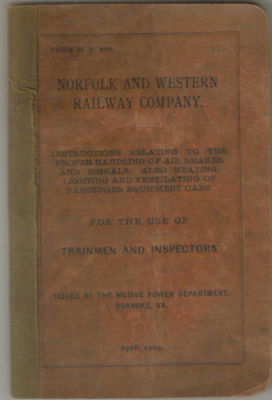 FORM M. P.
NORFOLK AND WESTERN
RAILWAY COMPANY,
INSTRUCTIONS RELATING TO THE
PROPER HANDLING OF AIR BRAKES
AND SIGNALS, ALSO HEATING,
LIGHTING AND VENTILATING OF
PASSENGER EQUIPMENT CARS.
FOR THE USE OF
TRAINMEN AND INSPECTORS.
ISSUED BY THE MOTIVE POWER DEPARTMENT,
ROANOKE, VA.
April,